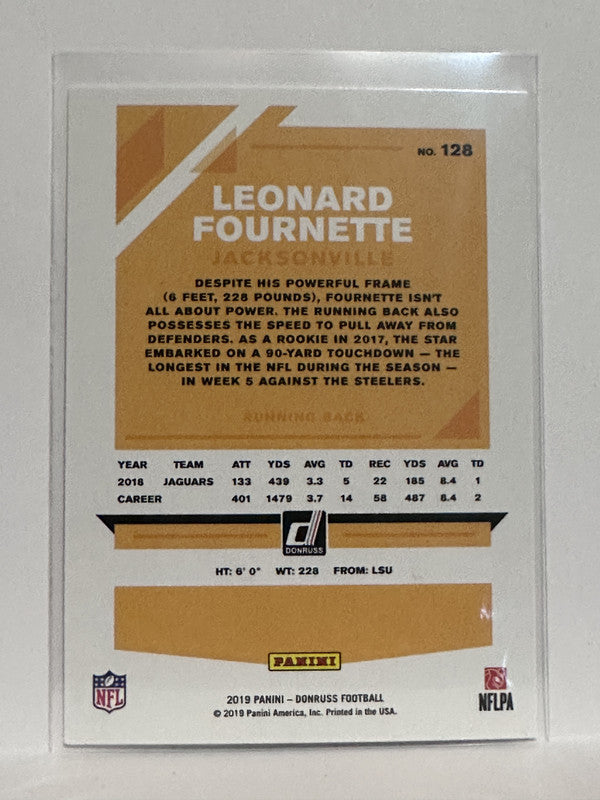 NO. 128
LEONARD
FOURNETTE
JACKSONVILLE
DESPITE HIS POWERFUL FRAME
(6 FEET, 228 POUNDS), FOURNETTE ISN'T
ALL ABOUT POWER. THE RUNNING BACK ALSO
POSSESSES THE SPEED TO PULL AWAY FROM
DEFENDERS. AS A ROOKIE IN 2017, THE STAR
EMBARKED ON A 90-YARD TOUCHDOWN — THE
LONGEST IN THE NFL DURING THE SEASON —
IN WEEK 5 AGAINST THE STEELERS.
RUNNING BACK
YEAR TEAM ATT YDS AVG TD REC YDS AVG TD
2018 JAGUARS 133 439 3.3 5 22 185 8.4 1
CAREER 401 1479 3.7 14 58 487 8.4 2
d
DONRUSS
HT: 6' 0" WT: 228 FROM: LSU
PANINI
NFL
2019 PANINI – DONRUSS FOOTBALL
© 2019 Panini America, Inc. Printed in the USA.
NFLPA